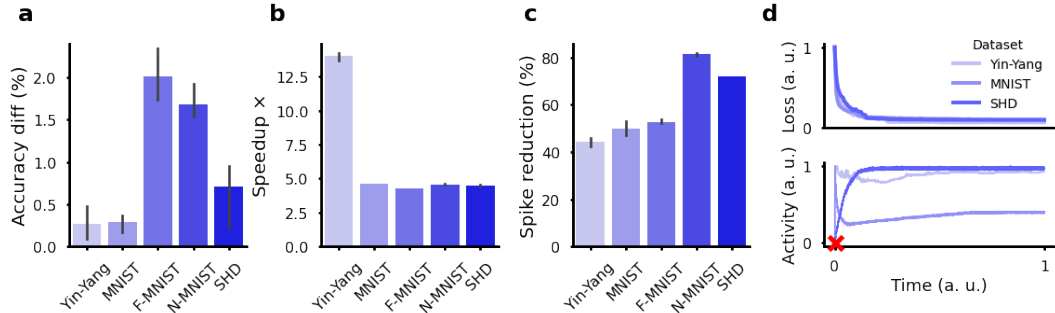 a
Accuracy diff (%)
2.0
1.5
1.0
0.5
0.0
Yin-Yang
MNIST
F-MNIST
N-MNIST
SHD
b
Speedup ×
12.5
10.0
7.5
5.0
2.5
0.0
Yin-Yang
MNIST
F-MNIST
N-MNIST
SHD
c
Spike reduction (%)
80
60
40
20
0
Yin-Yang
MNIST
F-MNIST
N-MNIST
SHD
d
Loss (a. u.)
1
0
Dataset
Yin-Yang
MNIST
SHD
Activity (a. u.)
1
0
0
1
Time (a. u.)